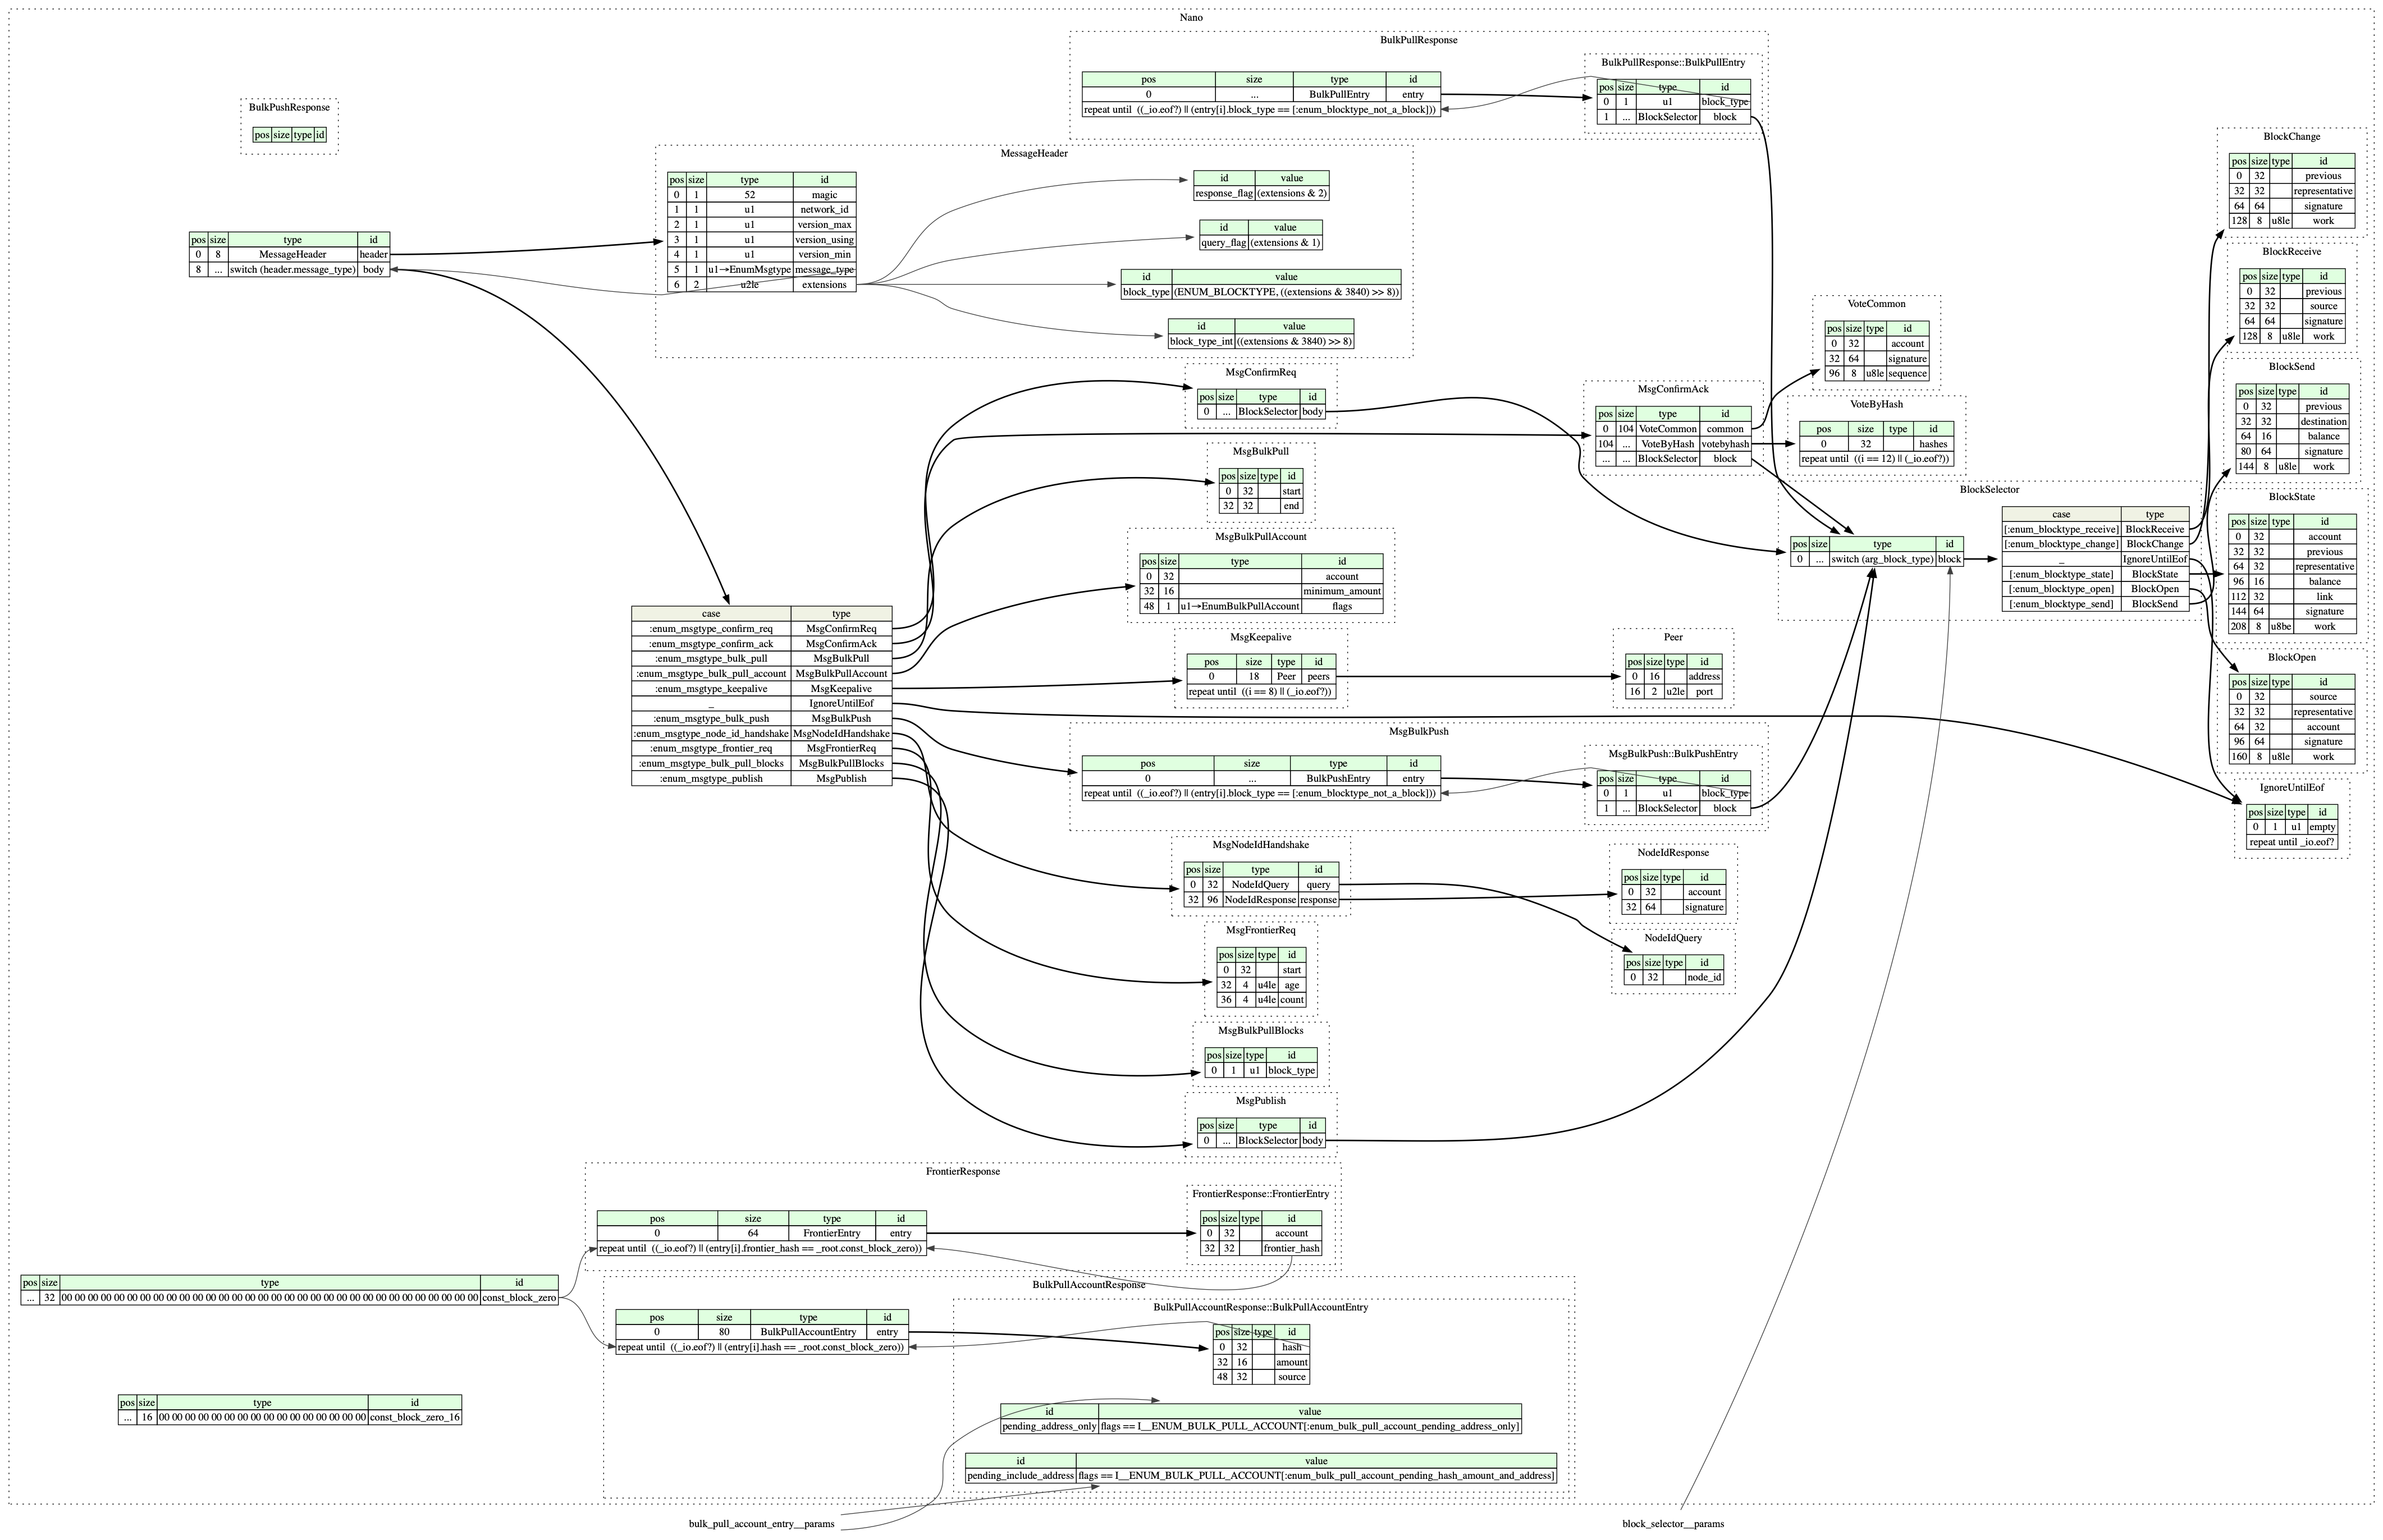 Nano
BulkPushResponse
pos size type id
pos size type id
0 8 MessageHeader header
8 ... switch (header.message_type) body
BulkPullResponse
pos size type id
0 ... BulkPullEntry entry
repeat until ((_io.eof?) || (entry[i].block_type == [:enum_blocktype_not_a_block]))
BulkPullResponse::BulkPullEntry
pos size type id
0 1 u1 block_type
1 ... BlockSelector block
MessageHeader
pos size type id
0 1 52 magic
1 1 u1 network_id
2 1 u1 version_max
3 1 u1 version_using
4 1 u1 version_min
5 1 u1→EnumMsgtype message_type
6 2 u2le extensions
id value
response_flag (extensions & 2)
id value
query_flag (extensions & 1)
id value
block_type (ENUM_BLOCKTYPE, ((extensions & 3840) >> 8))
id value
block_type_int ((extensions & 3840) >> 8)
case type
:enum_msgtype_confirm_req MsgConfirmReq
:enum_msgtype_confirm_ack MsgConfirmAck
:enum_msgtype_bulk_pull MsgBulkPull
:enum_msgtype_bulk_pull_account MsgBulkPullAccount
:enum_msgtype_keepalive MsgKeepalive
_ IgnoreUntilEof
:enum_msgtype_bulk_push MsgBulkPush
:enum_msgtype_node_id_handshake MsgNodeIdHandshake
:enum_msgtype_frontier_req MsgFrontierReq
:enum_msgtype_bulk_pull_blocks MsgBulkPullBlocks
:enum_msgtype_publish MsgPublish
MsgConfirmReq
pos size type id
0 ... BlockSelector body
MsgBulkPull
pos size type id
0 32 start
32 32 end
MsgBulkPullAccount
pos size type id
0 32 account
32 16 minimum_amount
48 1 u1→EnumBulkPullAccount flags
MsgKeepalive
pos size type id
0 18 Peer peers
repeat until ((i == 8) || (_io.eof?))
Peer
pos size type id
0 16 address
16 2 u2le port
MsgBulkPush
pos size type id
0 ... BulkPushEntry entry
repeat until ((_io.eof?) || (entry[i].block_type == [:enum_blocktype_not_a_block]))
MsgBulkPush::BulkPushEntry
pos size type id
0 1 u1 block_type
1 ... BlockSelector block
MsgNodeIdHandshake
pos size type id
0 32 NodeIdQuery query
32 96 NodeIdResponse response
NodeIdResponse
pos size type id
0 32 account
32 64 signature
NodeIdQuery
pos size type id
0 32 node_id
MsgFrontierReq
pos size type id
0 32 start
32 4 u4le age
36 4 u4le count
MsgBulkPullBlocks
pos size type id
0 1 u1 block_type
MsgPublish
pos size type id
0 ... BlockSelector body
MsgConfirmAck
pos size type id
0 104 VoteCommon common
104 ... VoteByHash votebyhash
... ... BlockSelector block
VoteCommon
pos size type id
0 32 account
32 64 signature
96 8 u8le sequence
VoteByHash
pos size type id
0 32 hashes
repeat until ((i == 12) || (_io.eof?))
BlockSelector
pos size type id
0 ... switch (arg_block_type) block
case type
[:enum_blocktype_receive] BlockReceive
[:enum_blocktype_change] BlockChange
_ IgnoreUntilEof
[:enum_blocktype_state] BlockState
[:enum_blocktype_open] BlockOpen
[:enum_blocktype_send] BlockSend
BlockChange
pos size type id
0 32 previous
32 32 representative
64 64 signature
128 8 u8le work
BlockReceive
pos size type id
0 32 previous
32 32 source
64 64 signature
128 8 u8le work
BlockSend
pos size type id
0 32 previous
32 32 destination
64 16 balance
80 64 signature
144 8 u8le work
BlockState
pos size type id
0 32 account
32 32 previous
64 32 representative
96 16 balance
112 32 link
144 64 signature
208 8 u8be work
BlockOpen
pos size type id
0 32 source
32 32 representative
64 32 account
96 64 signature
160 8 u8le work
IgnoreUntilEof
pos size type id
0 1 u1 empty
repeat until _io.eof?
FrontierResponse
pos size type id
0 64 FrontierEntry entry
repeat until ((_io.eof?) || (entry[i].frontier_hash == _root.const_block_zero))
FrontierResponse::FrontierEntry
pos size type id
0 32 account
32 32 frontier_hash
pos size type id
... 32 00 00 00 00 00 00 00 00 00 00 00 00 00 00 00 00 00 00 00 00 00 00 00 00 00 00 00 00 00 00 00 00 const_block_zero
BulkPullAccountResponse
pos size type id
0 80 BulkPullAccountEntry entry
repeat until ((_io.eof?) || (entry[i].hash == _root.const_block_zero))
BulkPullAccountResponse::BulkPullAccountEntry
pos size type id
0 32 hash
32 16 amount
48 32 source
id value
pending_address_only flags == I__ENUM_BULK_PULL_ACCOUNT[:enum_bulk_pull_account_pending_address_only]
id value
pending_include_address flags == I__ENUM_BULK_PULL_ACCOUNT[:enum_bulk_pull_account_pending_hash_amount_and_address]
pos size type id
... 16 00 00 00 00 00 00 00 00 00 00 00 00 00 00 00 00 const_block_zero_16
bulk_pull_account_entry__params
block_selector__params